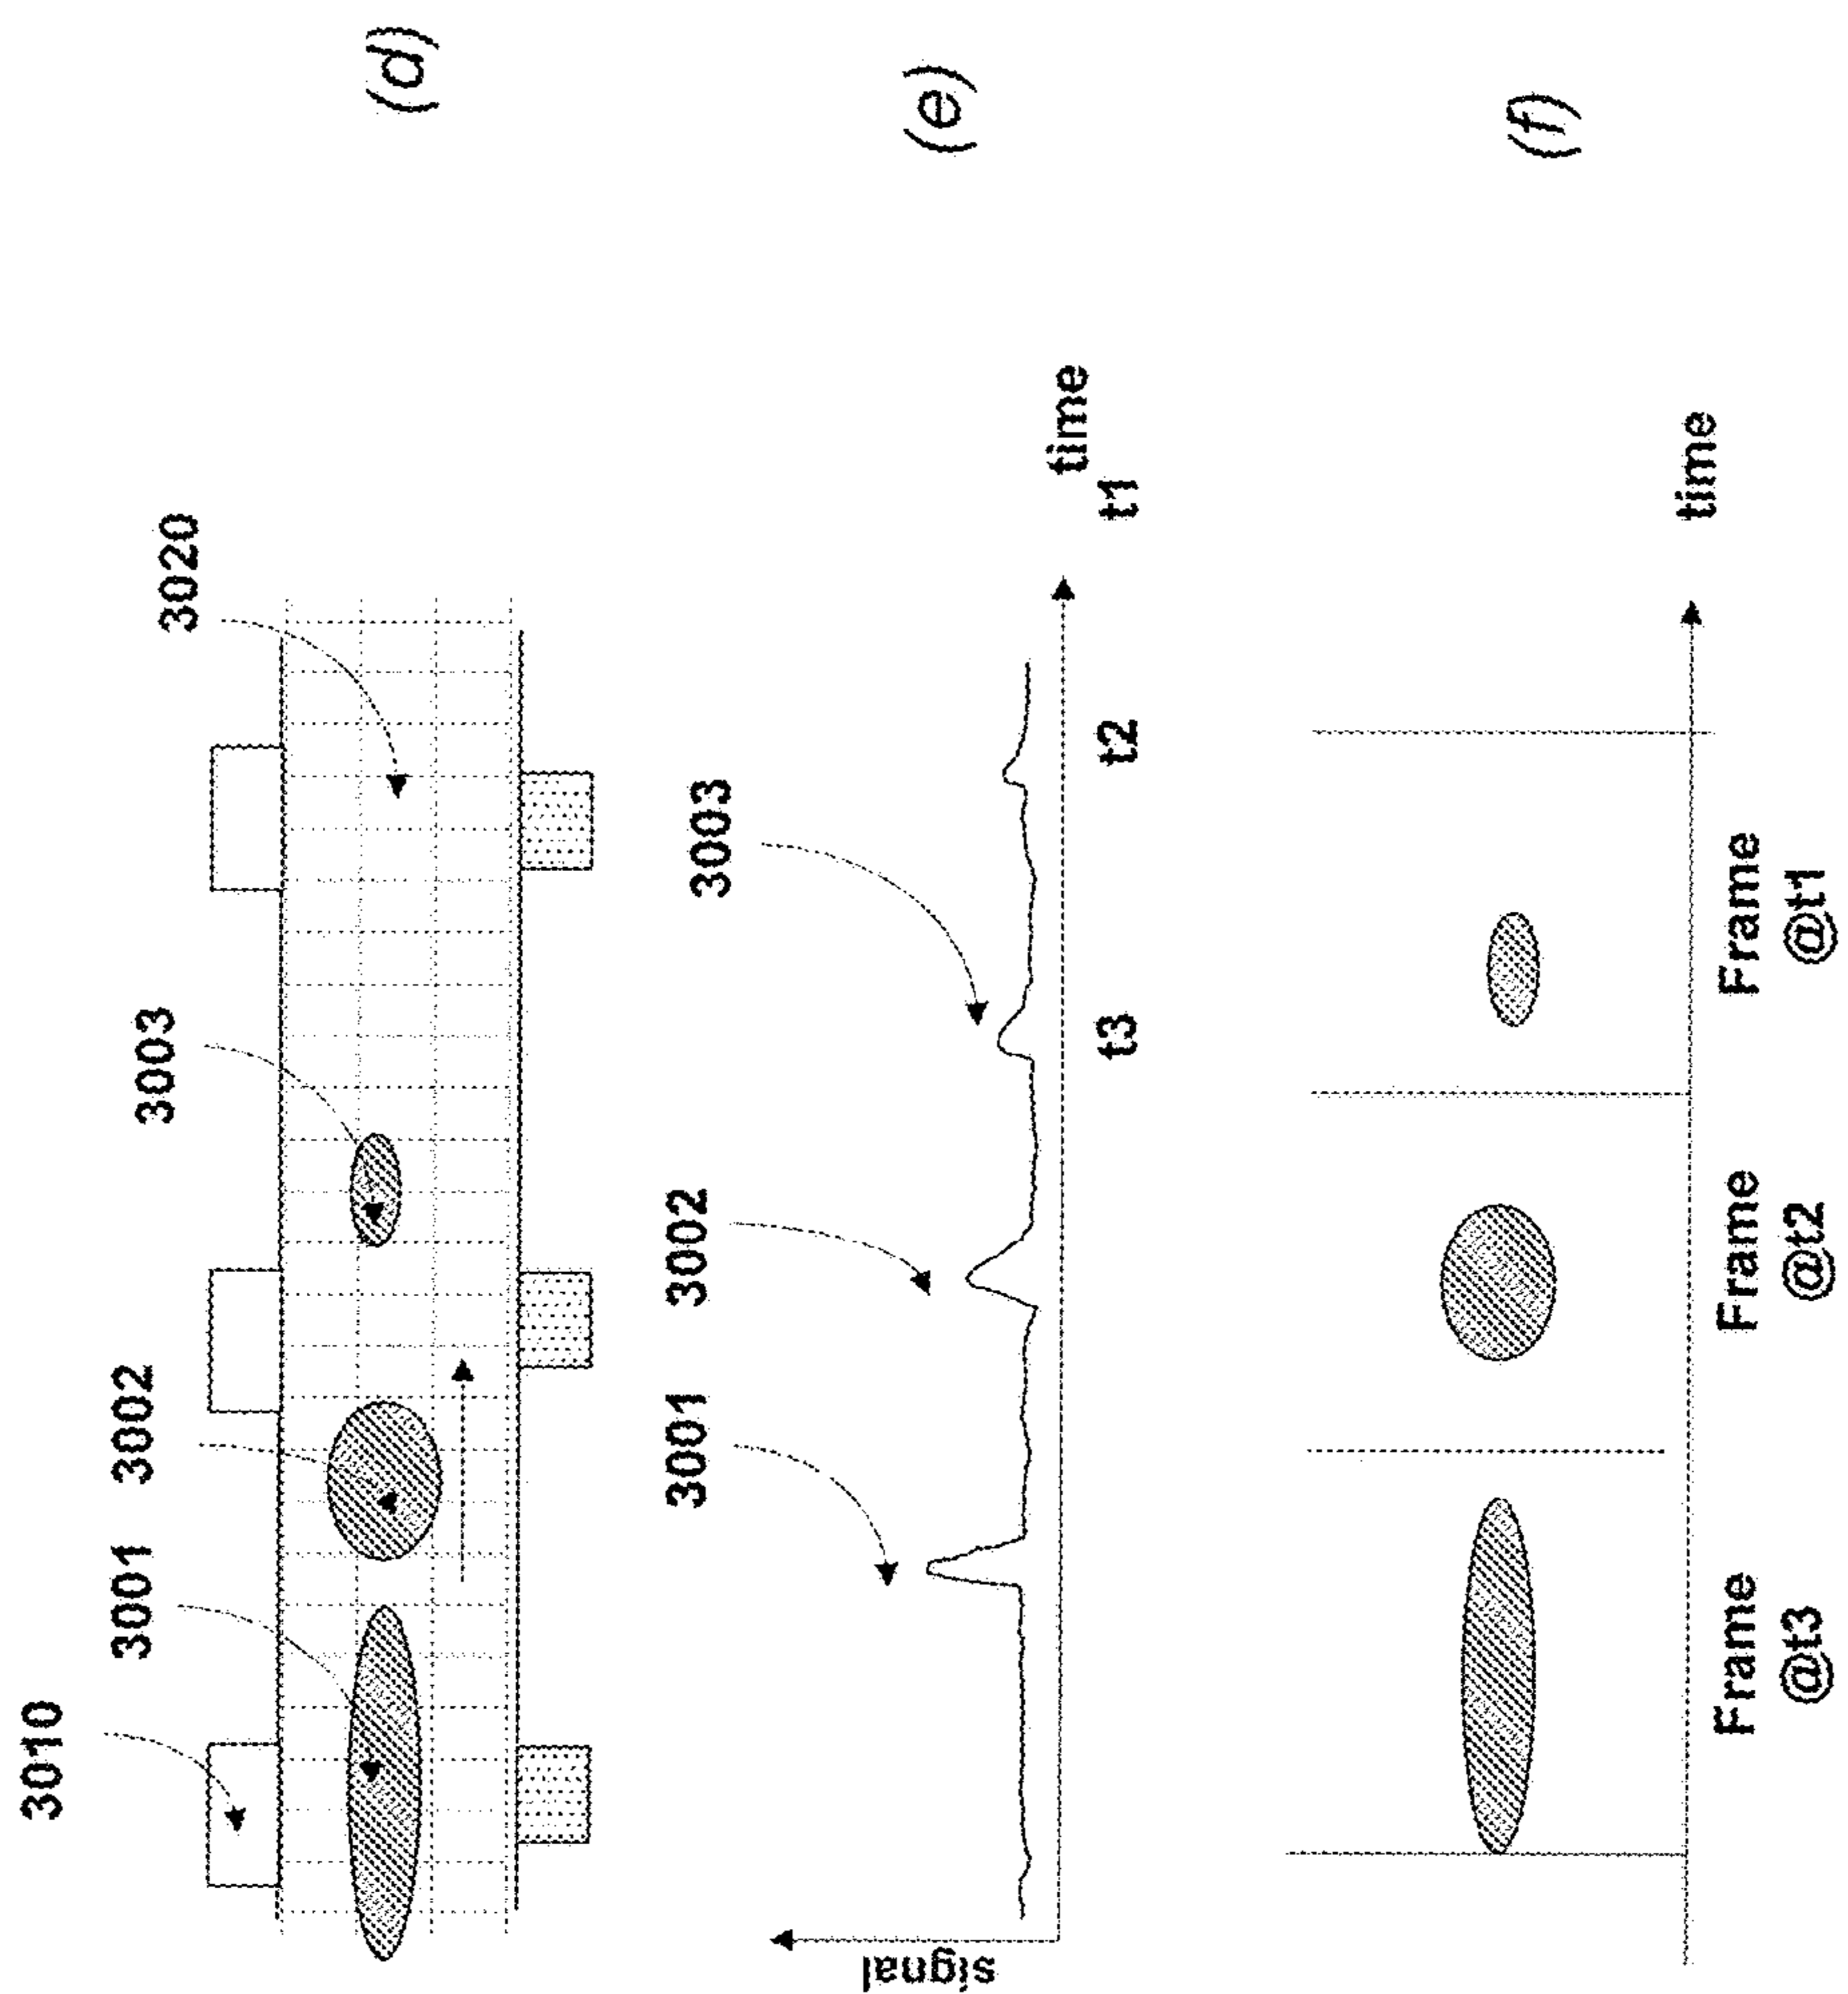 3010
3001
3002
3003
3020
(d)
3001
3002
3003
signal
(e)
time
t3
t2
t1
(f)
time
Frame
@t3
Frame
@t2
Frame
@t1